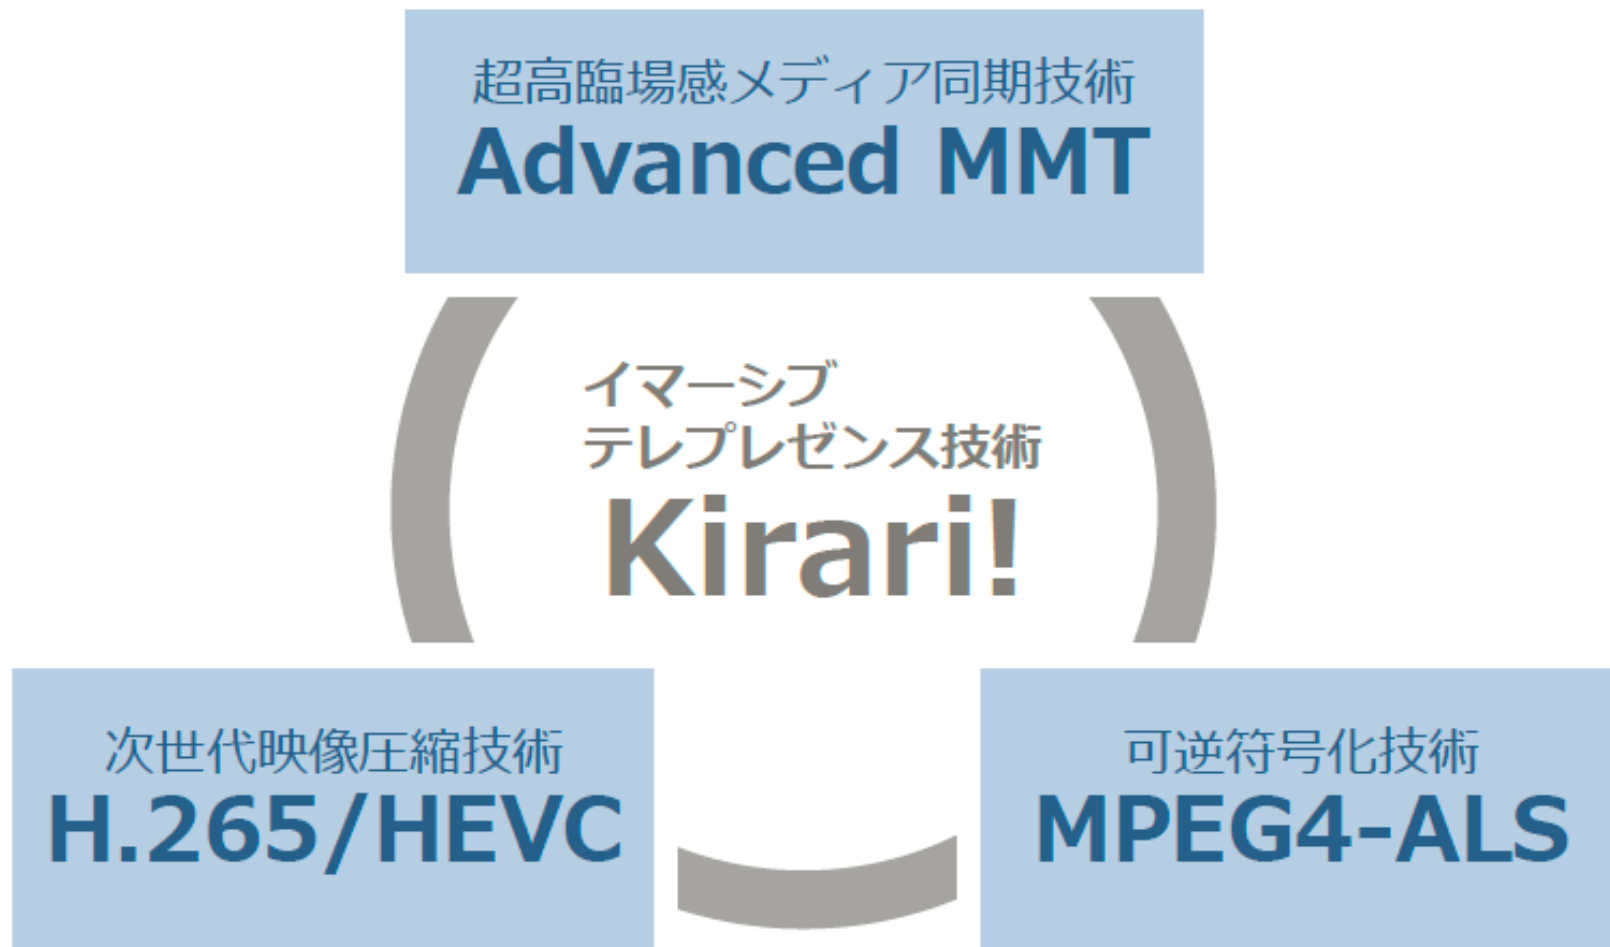 超高臨場感メディア同期技術
Advanced MMT
イマーシブ
テレプレゼンス技術
Kirari!
次世代映像圧縮技術
H.265/HEVC
可逆符号化技術
MPEG4-ALS